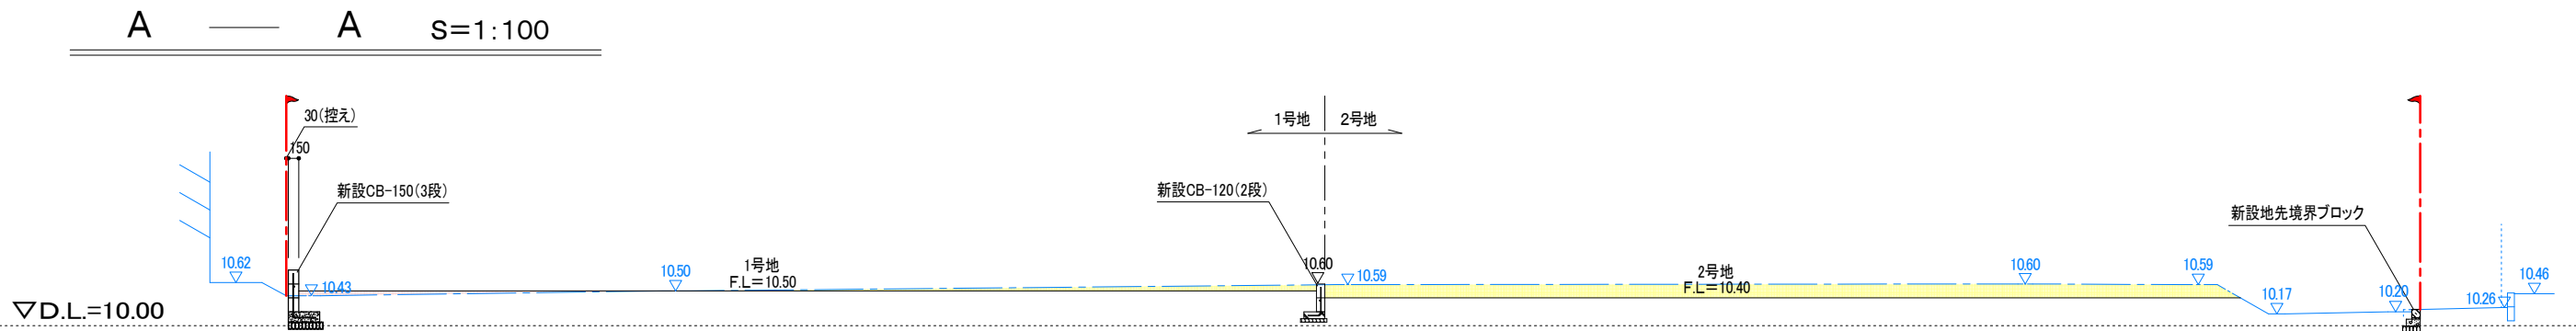 A ― A S=1:100
30(控え)
150
1号地 2号地
新設CB-150(3段)
新設CB-120(2段)
新設地先境界ブロック
10.62
10.43
10.50
1号地
F.L=10.50
10.60
10.59
2号地
F.L=10.40
10.60
10.59
10.17
10.20
10.26
10.46
▽D.L.=10.00